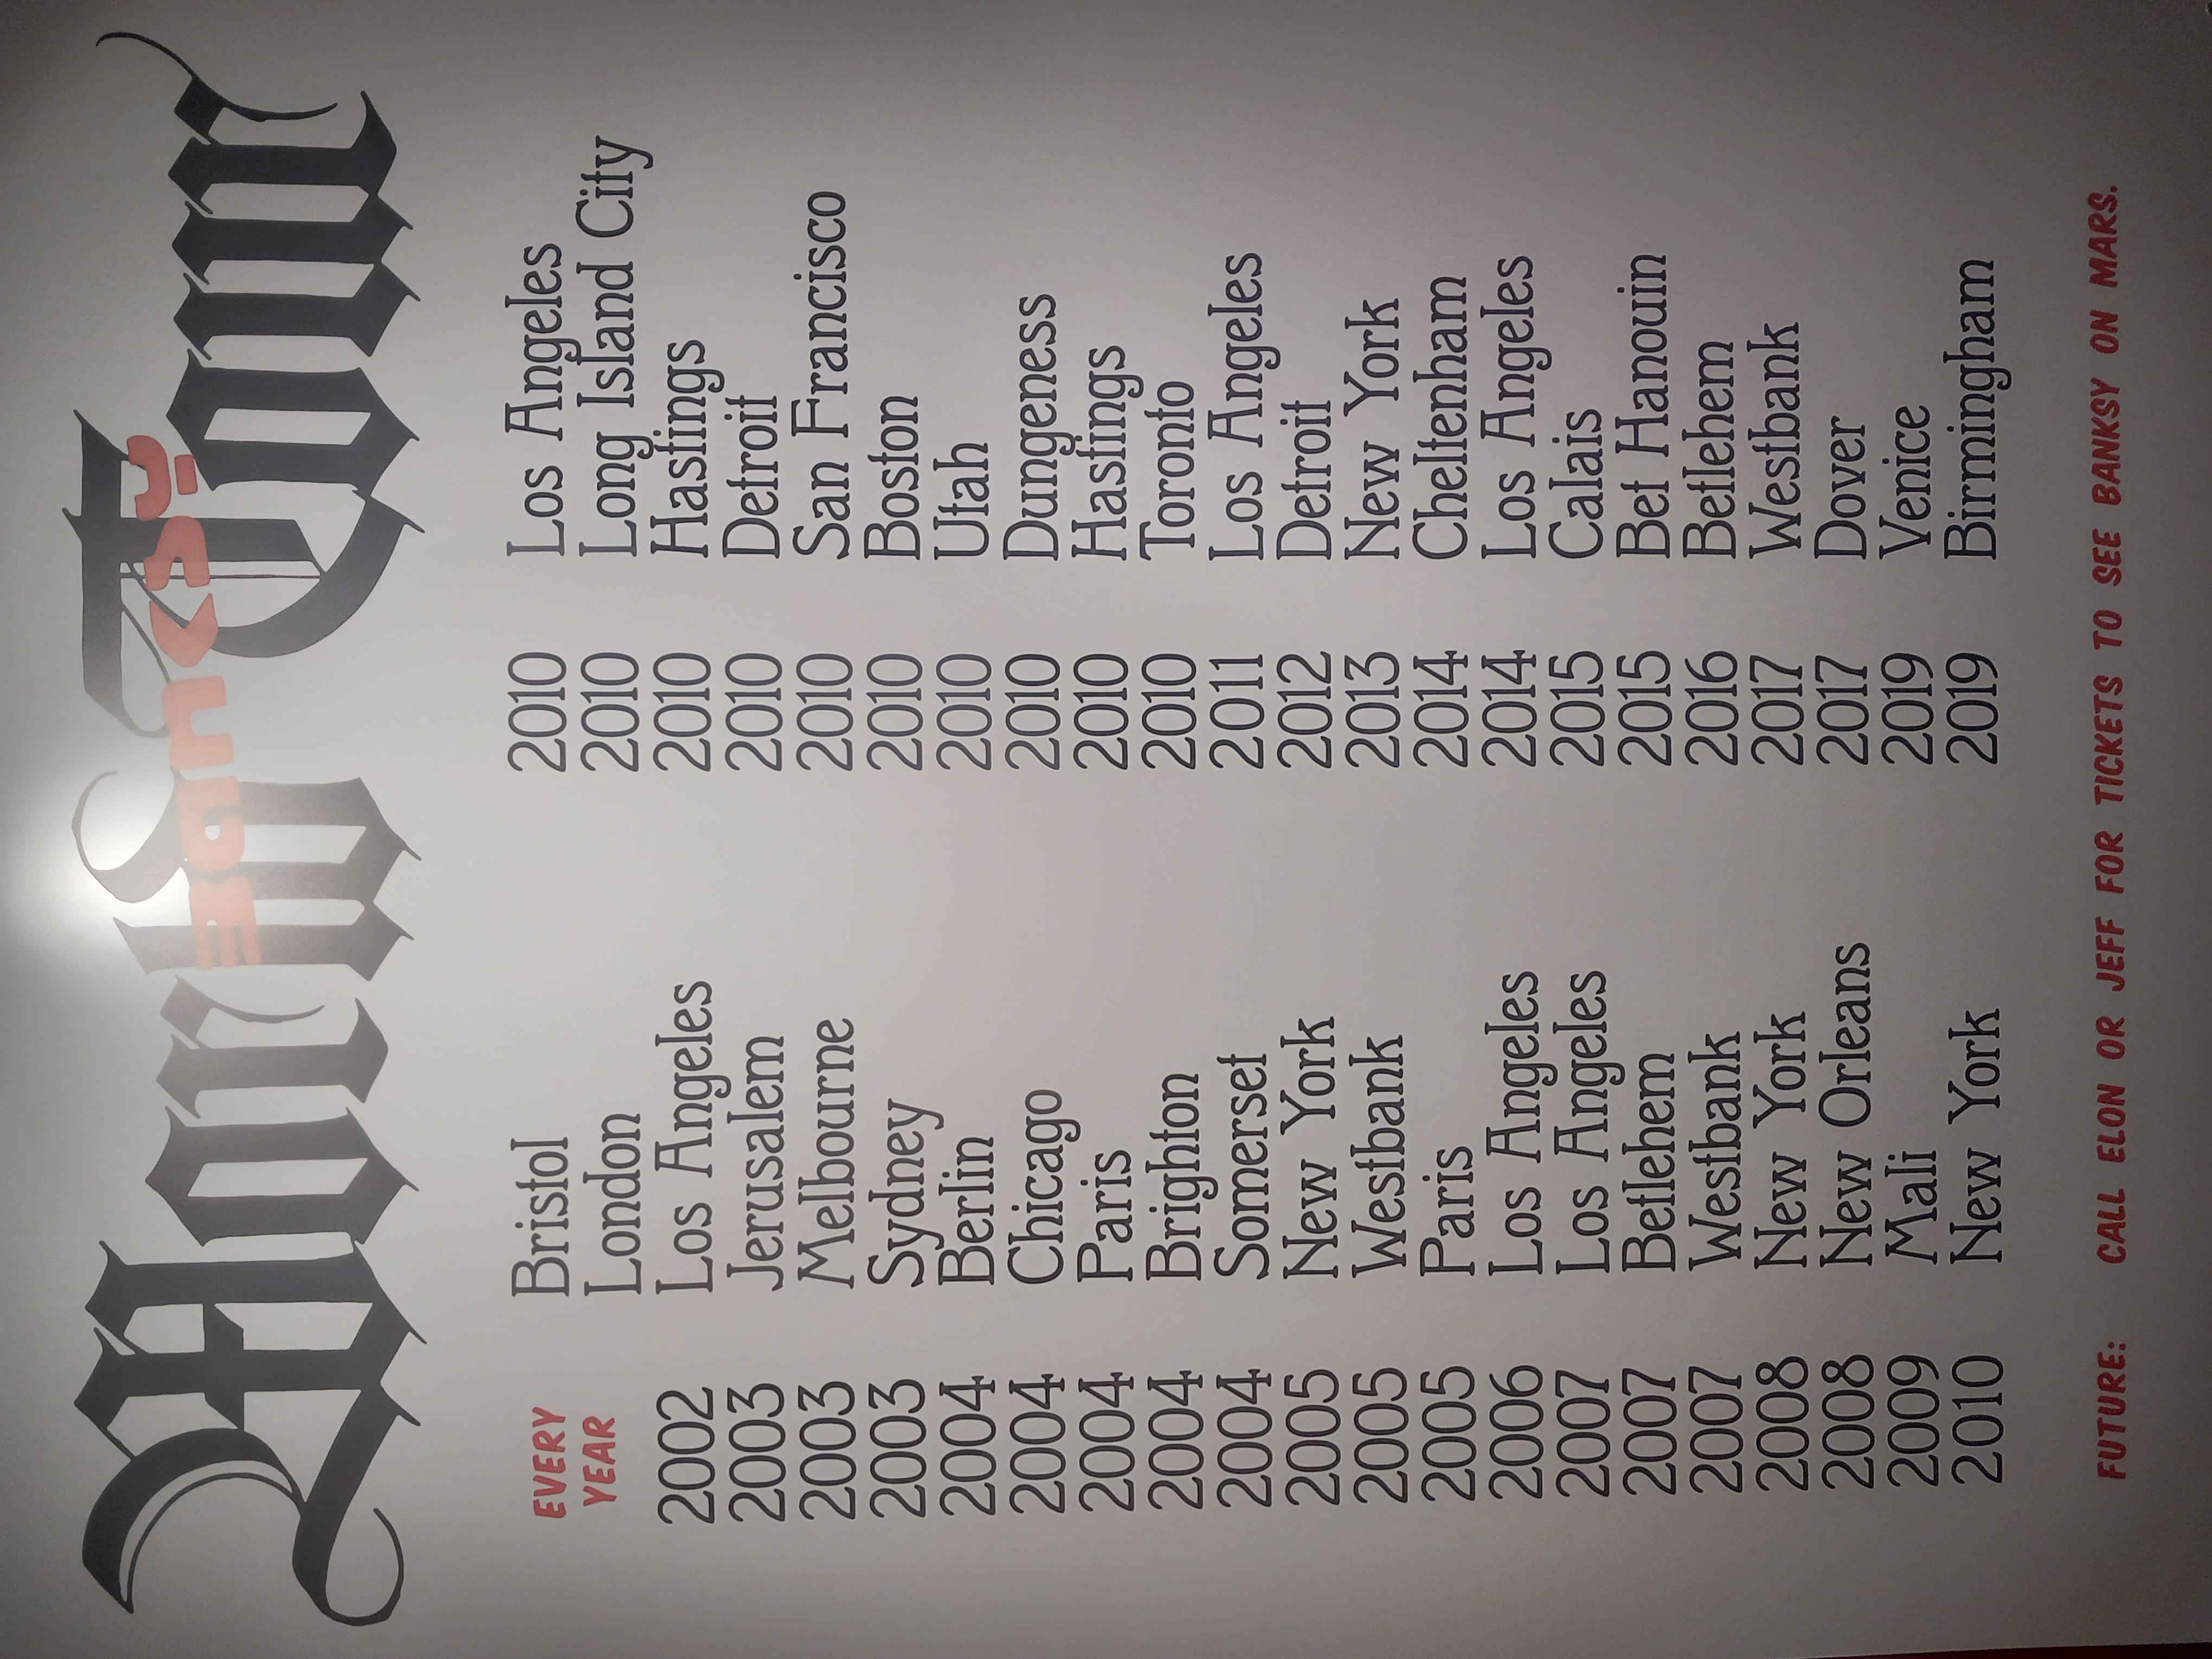 World Tour
BANKSY
EVERY Bristol
YEAR London
2002 Los Angeles
2003 Jerusalem
2003 Melbourne
2003 Sydney
2004 Berlin
2004 Chicago
2004 Paris
2004 Brighton
2004 Somerset
2005 New York
2005 Westbank
2005 Paris
2006 Los Angeles
2007 Los Angeles
2007 Betlehem
2007 Westbank
2008 New York
2008 New Orleans
2009 Mali
2010 New York
2010 Los Angeles
2010 Long Island City
2010 Hastings
2010 Detroit
2010 San Francisco
2010 Boston
2010 Utah
2010 Dungeness
2010 Hastings
2010 Toronto
2011 Los Angeles
2012 Detroit
2013 New York
2014 Cheltenham
2014 Los Angeles
2015 Calais
2015 Bet Hanouin
2016 Betlehem
2017 Westbank
2017 Dover
2019 Venice
2019 Birmingham
FUTURE: CALL ELON OR JEFF FOR TICKETS TO SEE BANKSY ON MARS.